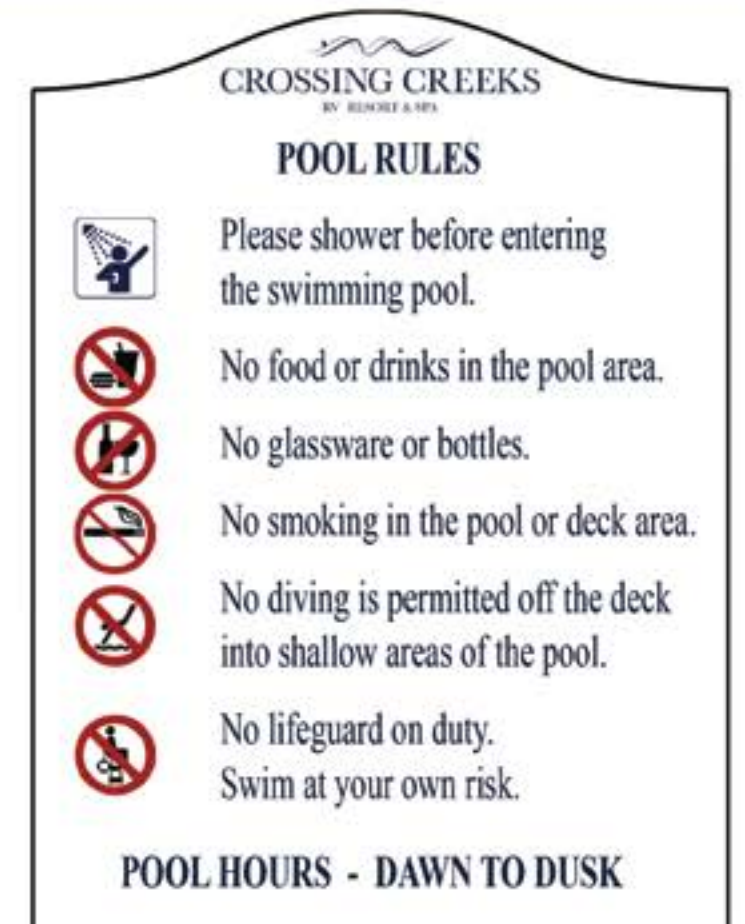 CROSSING CREEKS
RV RESORT & SPA
POOL RULES
Please shower before entering
the swimming pool.
No food or drinks in the pool area.
No glassware or bottles.
No smoking in the pool or deck area.
No diving is permitted off the deck
into shallow areas of the pool.
No lifeguard on duty.
Swim at your own risk.
POOL HOURS - DAWN TO DUSK